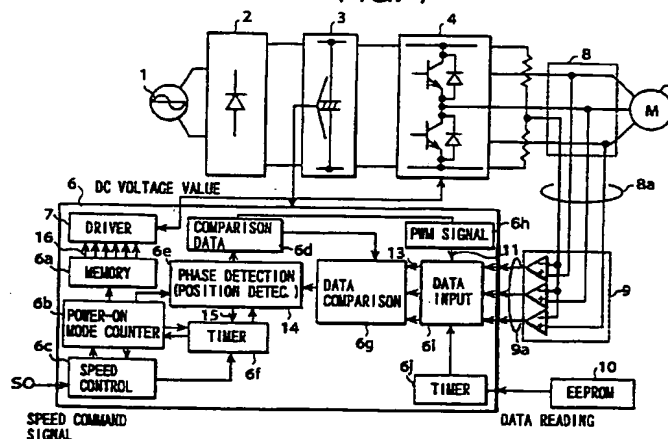 1
2
3
4
8
M
8a
6
DC VOLTAGE VALUE
7
DRIVER
16
6a
MEMORY
6b
POWER-ON
MODE COUNTER
6c
SPEED
CONTROL
SO
SPEED COMMAND
SIGNAL
COMPARISON
DATA
6d
6e
PHASE DETECTION
(POSITION DETEC.)
14
15
TIMER
6f
DATA
COMPARISON
6g
13
PWM SIGNAL
6h
11
DATA
INPUT
6i
6j
TIMER
9
9a
10
EEPROM
DATA READING